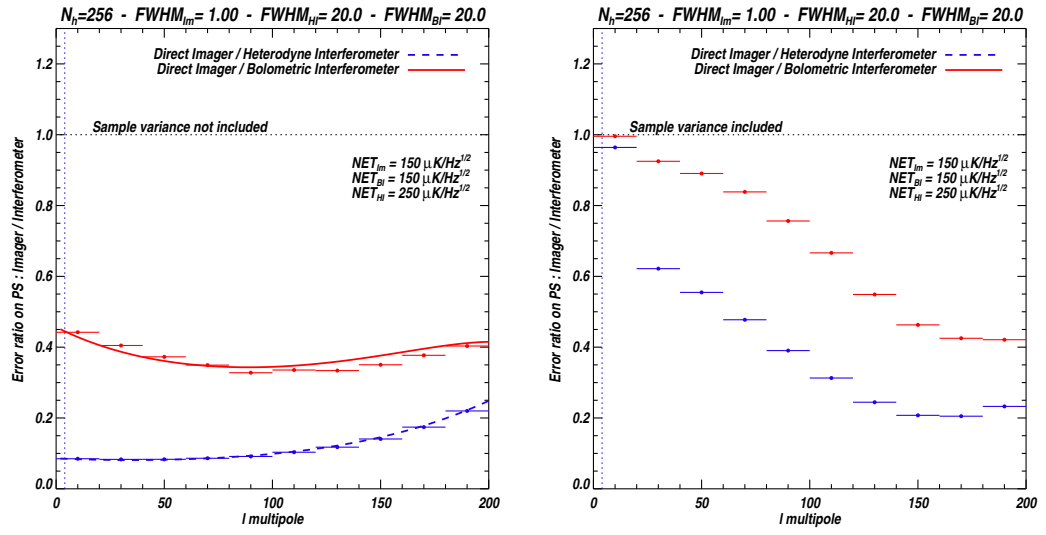 N_h=256 - FWHM_Im= 1.00 - FWHM_HI= 20.0 - FWHM_BI= 20.0
Direct Imager / Heterodyne Interferometer
Direct Imager / Bolometric Interferometer
Sample variance not included
NET_Im = 150 μK/Hz^1/2
NET_BI = 150 μK/Hz^1/2
NET_HI = 250 μK/Hz^1/2
Error ratio on PS : Imager / Interferometer
1.2
1.0
0.8
0.6
0.4
0.2
0.0
0 50 100 150 200
l multipole
N_h=256 - FWHM_Im= 1.00 - FWHM_HI= 20.0 - FWHM_BI= 20.0
Direct Imager / Heterodyne Interferometer
Direct Imager / Bolometric Interferometer
Sample variance included
NET_Im = 150 μK/Hz^1/2
NET_BI = 150 μK/Hz^1/2
NET_HI = 250 μK/Hz^1/2
Error ratio on PS : Imager / Interferometer
1.2
1.0
0.8
0.6
0.4
0.2
0.0
0 50 100 150 200
l multipole